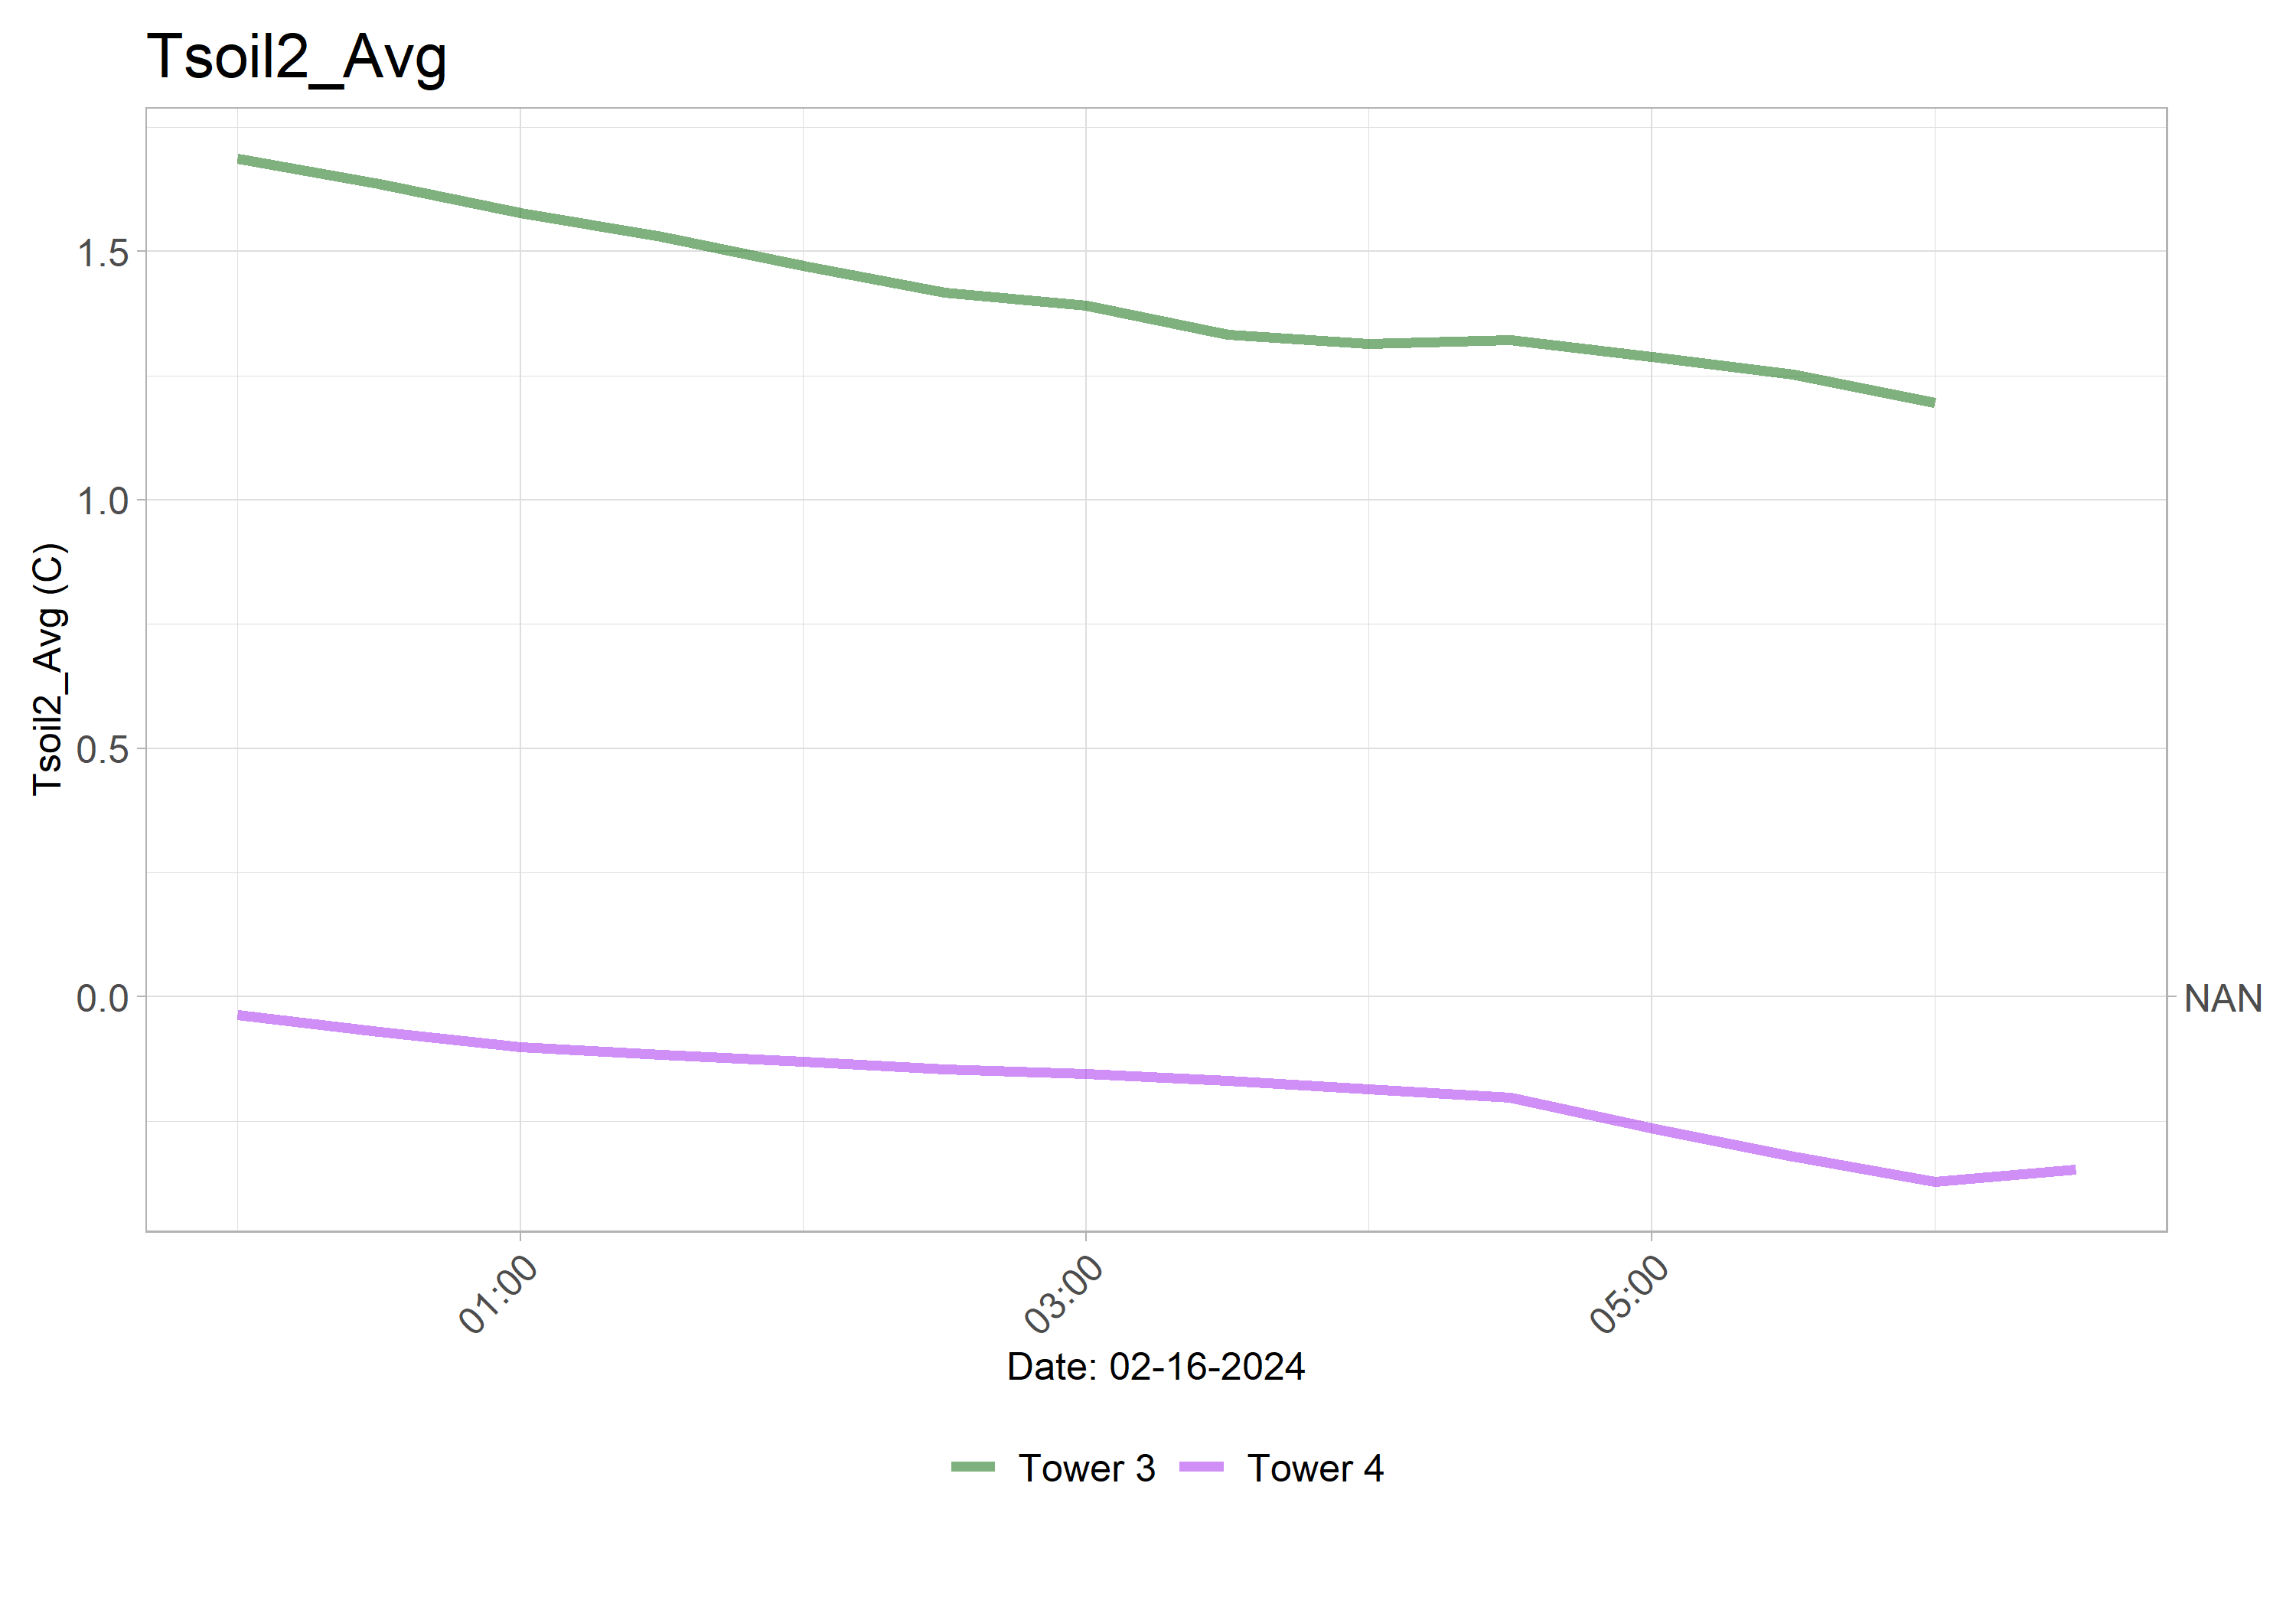 Tsoil2_Avg
Tsoil2_Avg (C)
1.5
1.0
0.5
0.0
NAN
01:00
03:00
05:00
Date: 02-16-2024
Tower 3
Tower 4